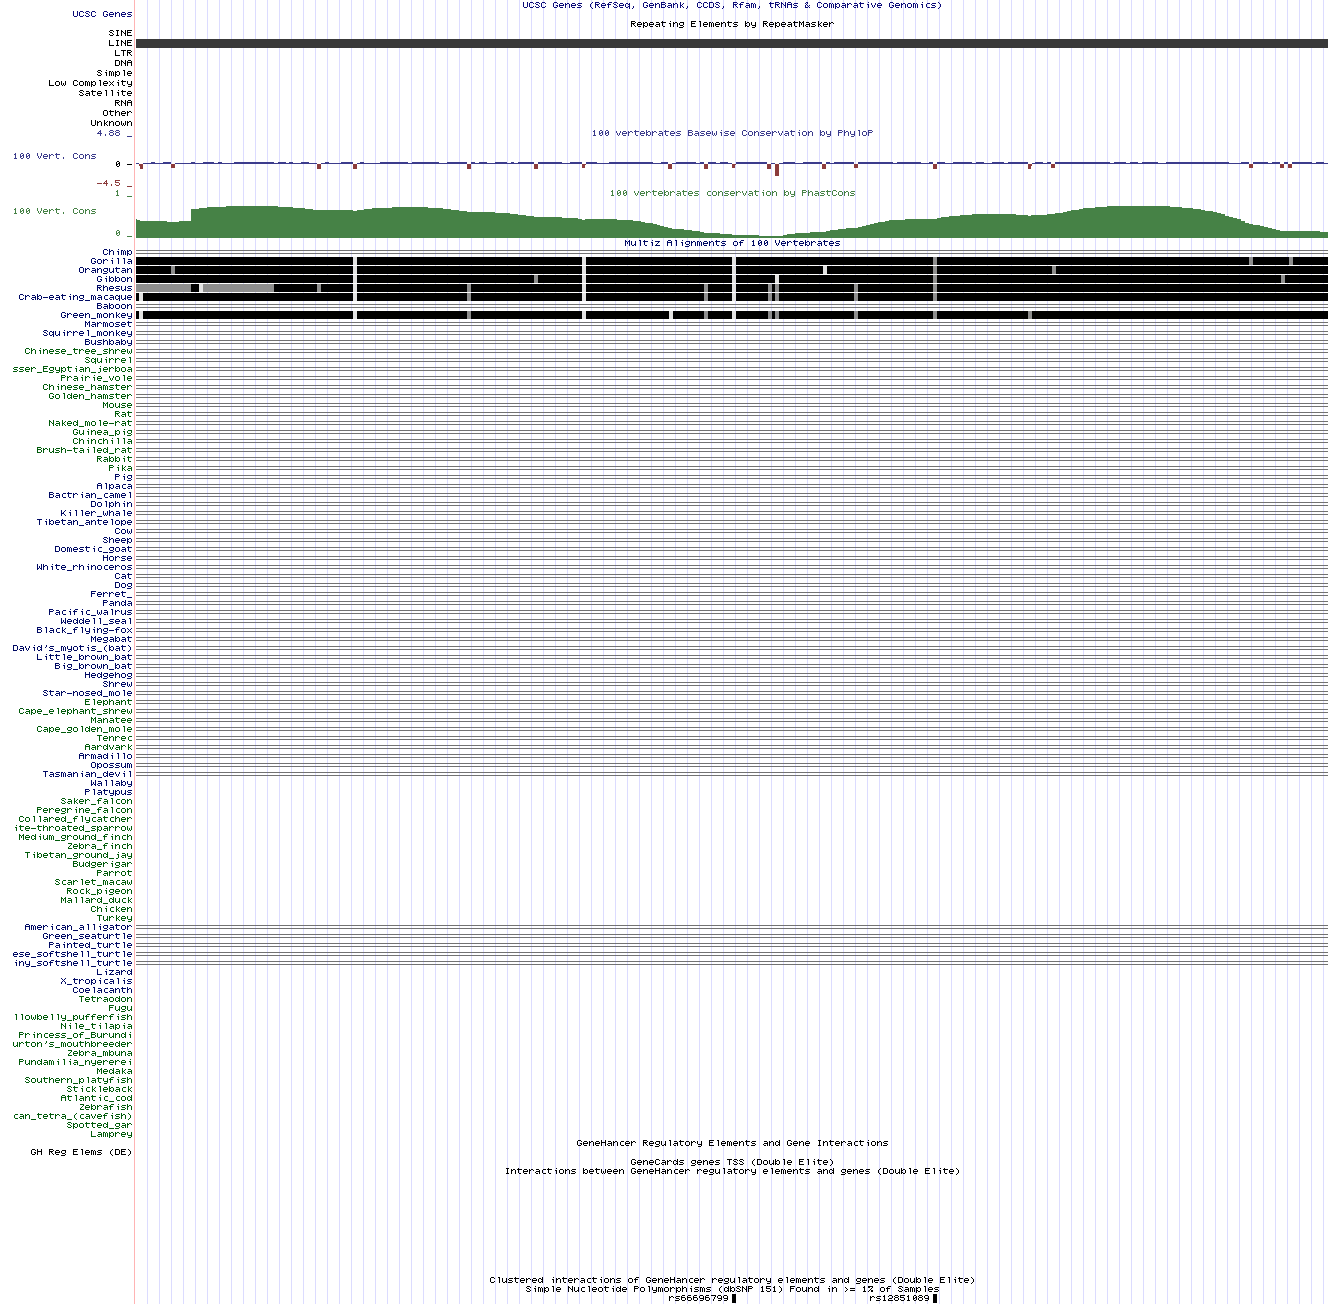 UCSC Genes (RefSeq, GenBank, CCDS, Rfam, tRNAs & Comparative Genomics)
UCSC Genes
Repeating Elements by RepeatMasker
SINE
LINE
LTR
DNA
Simple
Low Complexity
Satellite
RNA
Other
Unknown
4.88 _
100 vertebrates Basewise Conservation by PhyloP
100 Vert. Cons
0 _
-4.5 _
1 _
100 vertebrates conservation by PhastCons
100 Vert. Cons
0 _
Multiz Alignments of 100 Vertebrates
Chimp
Gorilla
Orangutan
Gibbon
Rhesus
Crab-eating_macaque
Baboon
Green_monkey
Marmoset
Squirrel_monkey
Bushbaby
Chinese_tree_shrew
Squirrel
sser_Egyptian_jerboa
Prairie_vole
Chinese_hamster
Golden_hamster
Mouse
Rat
Naked_mole-rat
Guinea_pig
Chinchilla
Brush-tailed_rat
Rabbit
Pika
Pig
Alpaca
Bactrian_camel
Dolphin
Killer_whale
Tibetan_antelope
Cow
Sheep
Domestic_goat
Horse
White_rhinoceros
Cat
Dog
Ferret_
Panda
Pacific_walrus
Weddell_seal
Black_flying-fox
Megabat
David's_myotis_(bat)
Little_brown_bat
Big_brown_bat
Hedgehog
Shrew
Star-nosed_mole
Elephant
Cape_elephant_shrew
Manatee
Cape_golden_mole
Tenrec
Aardvark
Armadillo
Opossum
Tasmanian_devil
Wallaby
Platypus
Saker_falcon
Peregrine_falcon
Collared_flycatcher
ite-throated_sparrow
Medium_ground_finch
Zebra_finch
Tibetan_ground_jay
Budgerigar
Parrot
Scarlet_macaw
Rock_pigeon
Mallard_duck
Chicken
Turkey
American_alligator
Green_seaturtle
Painted_turtle
ese_softshell_turtle
iny_softshell_turtle
Lizard
X_tropicalis
Coelacanth
Tetraodon
Fugu
llowbelly_pufferfish
Nile_tilapia
Princess_of_Burundi
urton's_mouthbreeder
Zebra_mbuna
Pundamilia_nyererei
Medaka
Southern_platyfish
Stickleback
Atlantic_cod
Zebrafish
can_tetra_(cavefish)
Spotted_gar
Lamprey
GeneHancer Regulatory Elements and Gene Interactions
GH Reg Elems (DE)
GeneCards genes TSS (Double Elite)
Interactions between GeneHancer regulatory elements and genes (Double Elite)
Clustered interactions of GeneHancer regulatory elements and genes (Double Elite)
Simple Nucleotide Polymorphisms (dbSNP 151) Found in >= 1% of Samples
rs66696799 rs12851089